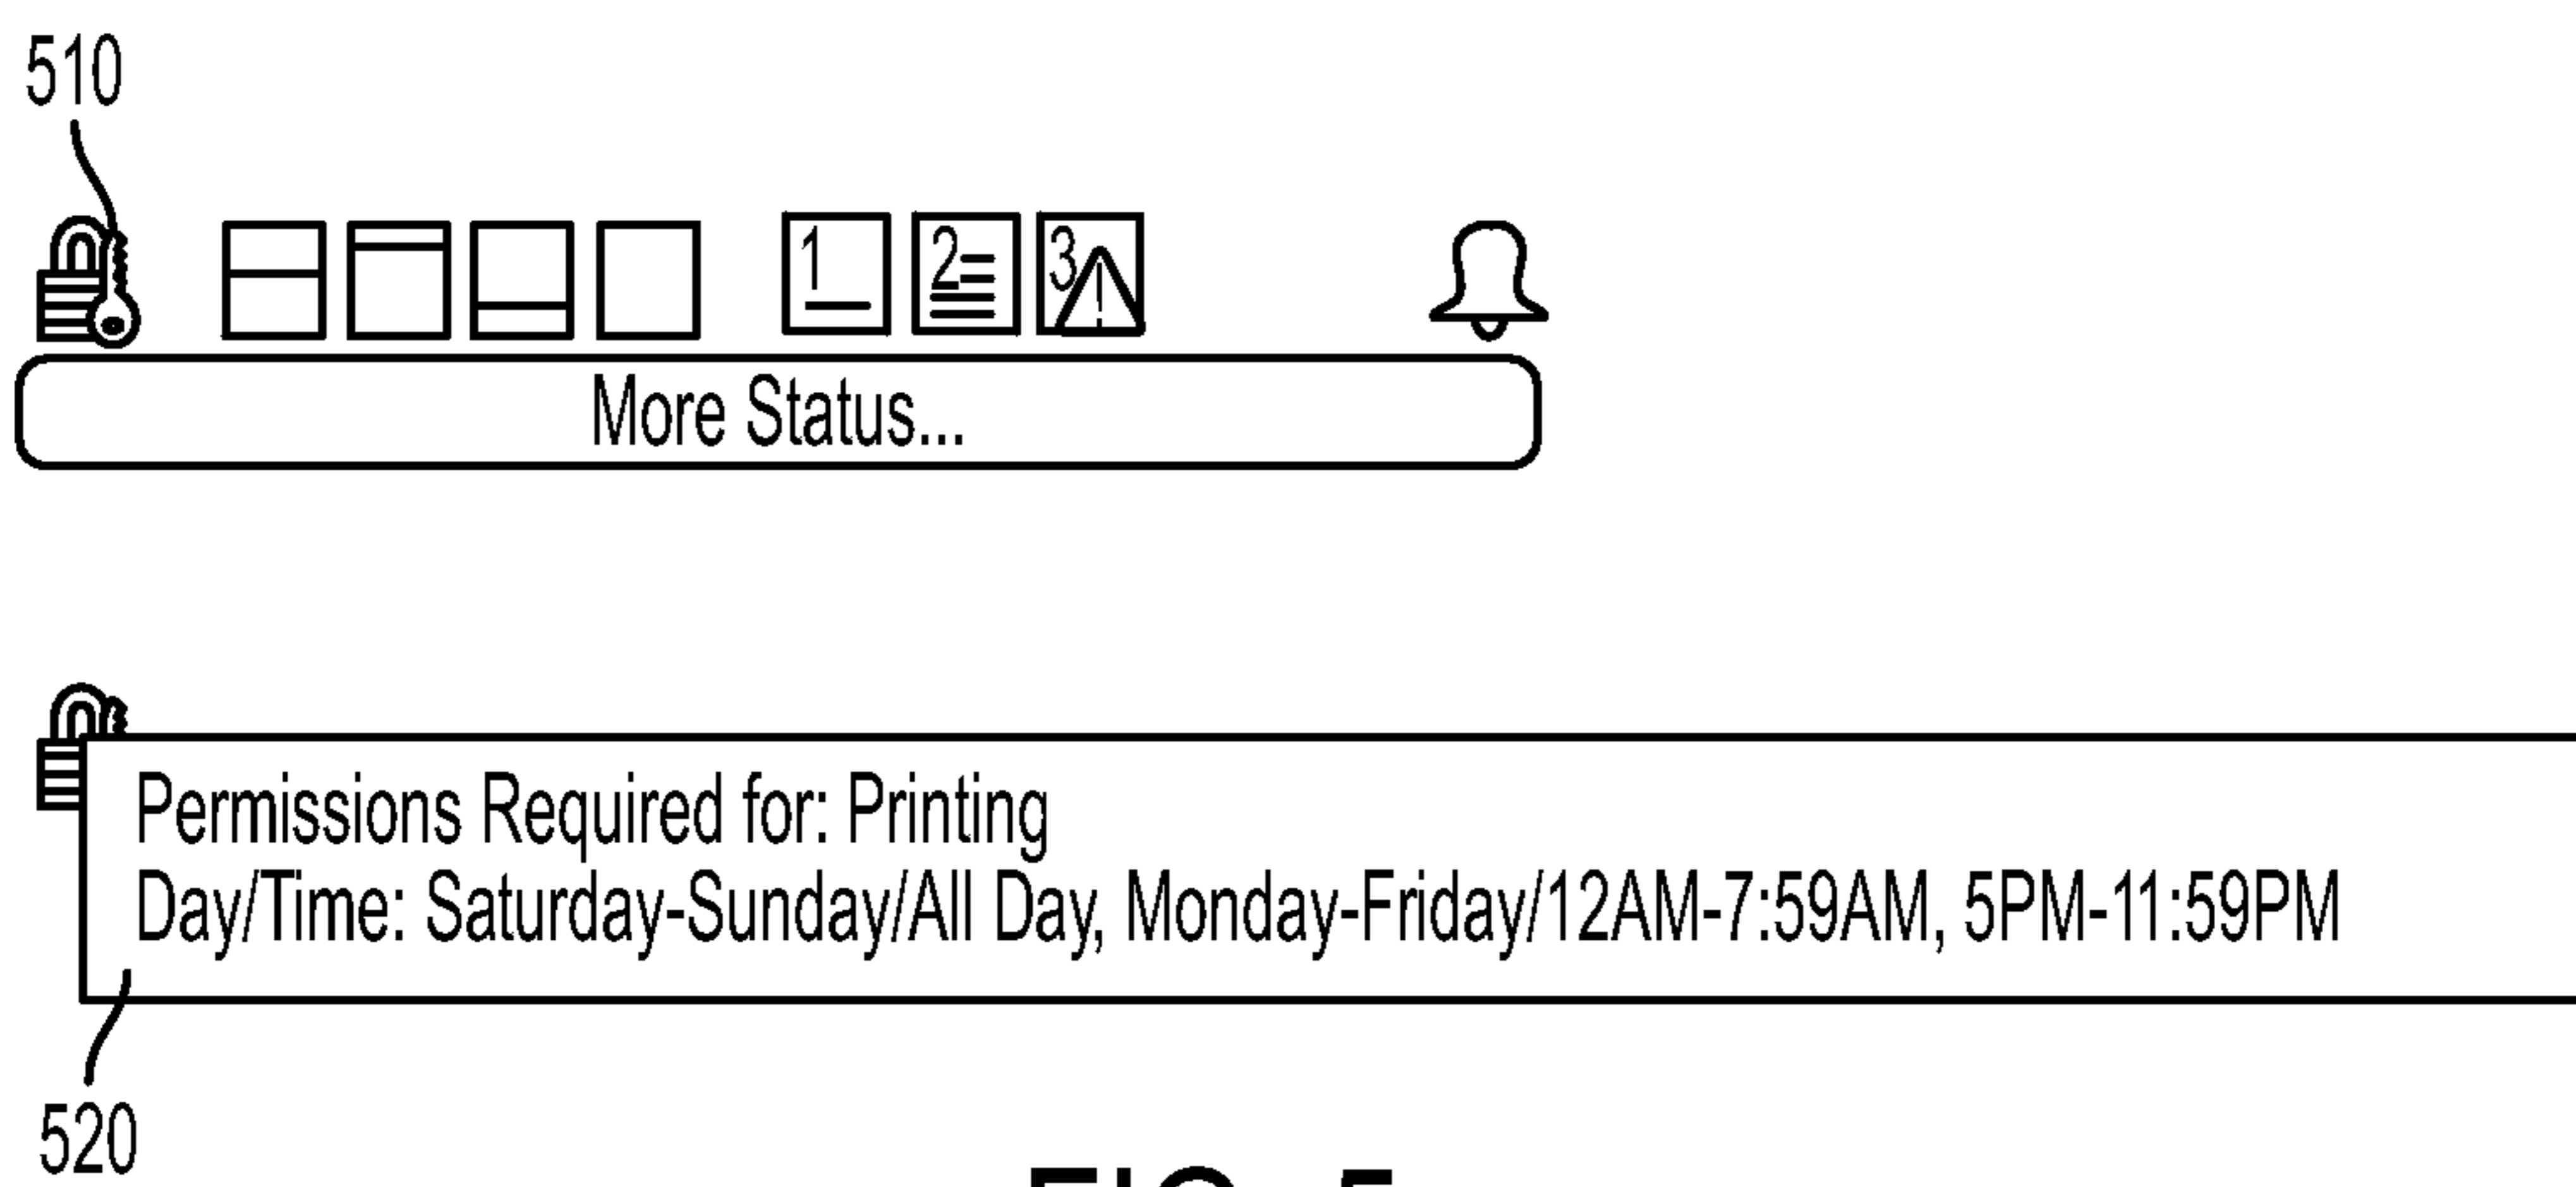 510
1 2 3
More Status...
Permissions Required for: Printing
Day/Time: Saturday-Sunday/All Day, Monday-Friday/12AM-7:59AM, 5PM-11:59PM
520